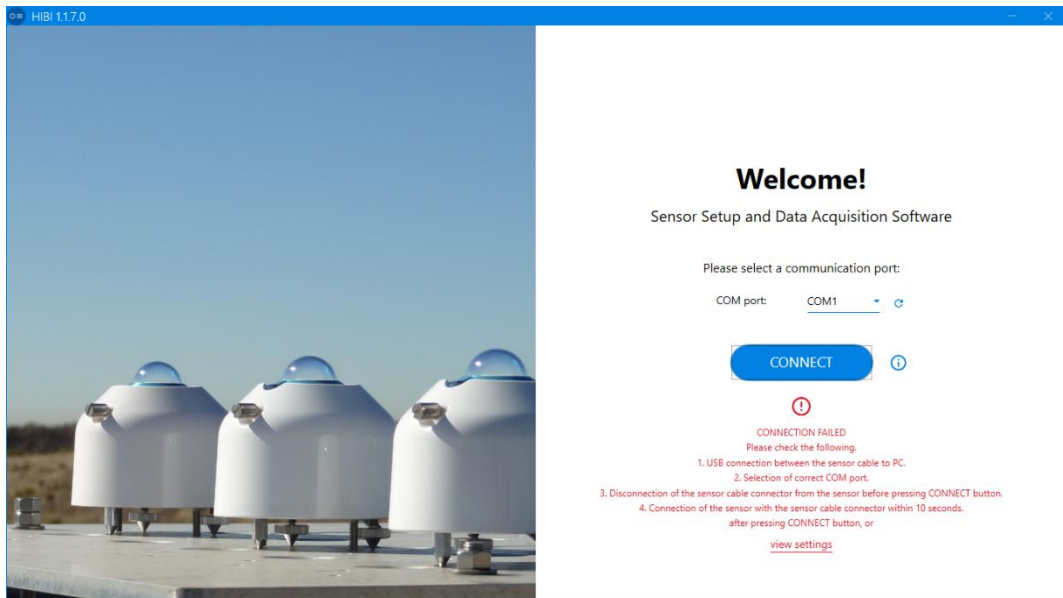 HIBI 1.1.7.0
Welcome!
Sensor Setup and Data Acquisition Software
Please select a communication port:
COM port: COM1
CONNECT
CONNECTION FAILED
Please check the following.
1. USB connection between the sensor cable to PC.
2. Selection of correct COM port.
3. Disconnection of the sensor cable connector from the sensor before pressing CONNECT button.
4. Connection of the sensor with the sensor cable connector within 10 seconds.
after pressing CONNECT button, or
view settings